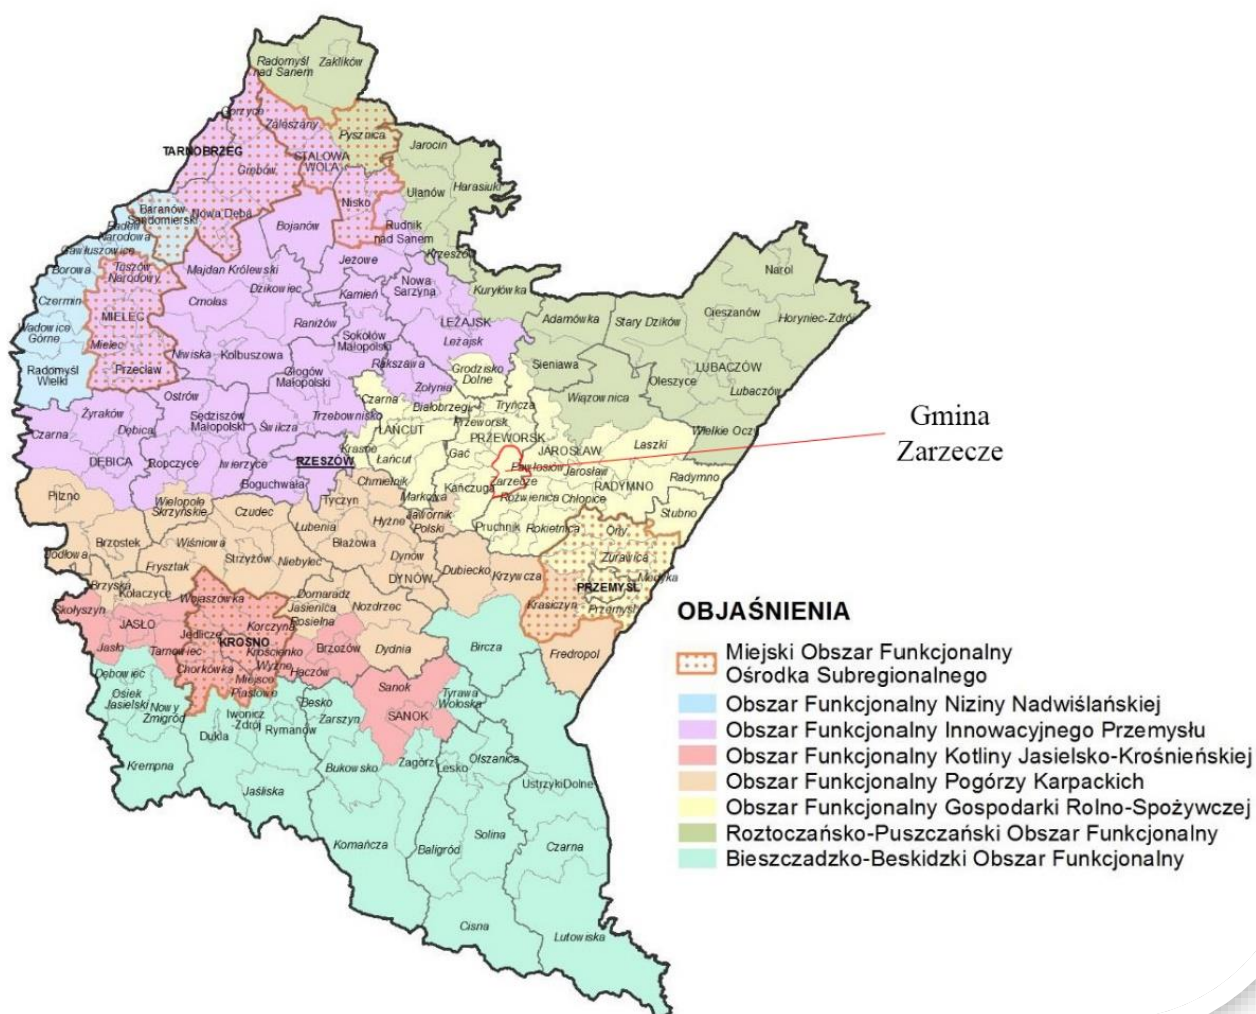 Radomyśl
nad Sanem
Zaklików
Gorzyce
Zaleszany
Pysznica
TARNOBRZEG
STALOWA
WOLA
Jarocin
Grębów
Ulanów
Harasiuki
Nisko
Baranów
Sandomierski
Nowa Dęba
Rudnik
nad Sanem
Bojanów
Padew
Narodowa
Gawłuszowice
Krzeszów
Borowa
Tuszów
Narodowy
Majdan Królewski
Jeżowe
Dzikowiec
Nowa
Sarzyna
Kuryłówka
Narol
Czermin
Cmolas
Kamień
Cieszanów
Horyniec-Zdrój
MIELEC
Raniżów
LEŻAJSK
Adamówka
Stary Dzików
Wadowice
Górne
Mielec
Niwiska
Kolbuszowa
Sokołów
Małopolski
Leżajsk
Radomyśl
Wielki
Przecław
Głogów
Małopolski
Rakszawa
Grodzisko
Dolne
Sieniawa
LUBACZÓW
Oleszyce
Lubaczów
Żołynia
Ostrów
Czarna
Wiązownica
Żyraków
Sędziszów
Małopolski
Trzebownisko
Białobrzegi
Tryńcza
Czarna
Dębica
Świlcza
ŁAŃCUT
Przeworsk
PRZEWORSK
Wielkie Oczy
Laszki
DĘBICA
Ropczyce
Iwierzyce
RZESZÓW
Krasne
Łańcut
Gać
JAROSŁAW
Pawłosiów
Jarosław
Boguchwała
Chmielnik
Kańczuga
Zarzecze
RADYMNO
Radymno
Pilzno
Wielopole
Skrzyńskie
Czudec
Tyczyn
Markowa
Roźwienica
Chłopice
Stubno
Lubenia
Hyżne
Jawornik
Polski
Pruchnik
Rokietnica
Orły
Brzostek
Wiśniowa
Błażowa
Jodłowa
Frysztak
Strzyżów
Niebylec
Dynów
DYNÓW
Dubiecko
Krzywcza
Żurawica
Medyka
PRZEMYŚL
Brzyska
Kołaczyce
Wojaszówka
Domaradz
Jasienica
Rosielna
Nozdrzec
Krasiczyn
Przemyśl
Skołyszyn
JASŁO
Jedlicze
Korczyna
KROSNO
Jasło
Tarnowiec
Krościenko
Wyżne
Brzozów
Dydnia
Bircza
Fredropol
Dębowiec
Chorkówka
Miejsce
Piastowe
Haczów
Osiek
Jasielski
Nowy
Żmigród
Besko
Sanok
SANOK
Tyrawa
Wołoska
Iwonicz
Zdrój
Zarszyn
Dukla
Rymanów
Krempna
Bukowsko
Zagórz
Lesko
Olszanica
Jaśliska
Ustrzyki Dolne
Komańcza
Baligród
Solina
Czarna
Cisna
Lutowiska
Gmina
Zarzecze
OBJAŚNIENIA
Miejski Obszar Funkcjonalny
Ośrodka Subregionalnego
Obszar Funkcjonalny Niziny Nadwiślańskiej
Obszar Funkcjonalny Innowacyjnego Przemysłu
Obszar Funkcjonalny Kotliny Jasielsko-Krośnieńskiej
Obszar Funkcjonalny Pogórzy Karpackich
Obszar Funkcjonalny Gospodarki Rolno-Spożywczej
Roztoczańsko-Puszczański Obszar Funkcjonalny
Bieszczadzko-Beskidzki Obszar Funkcjonalny